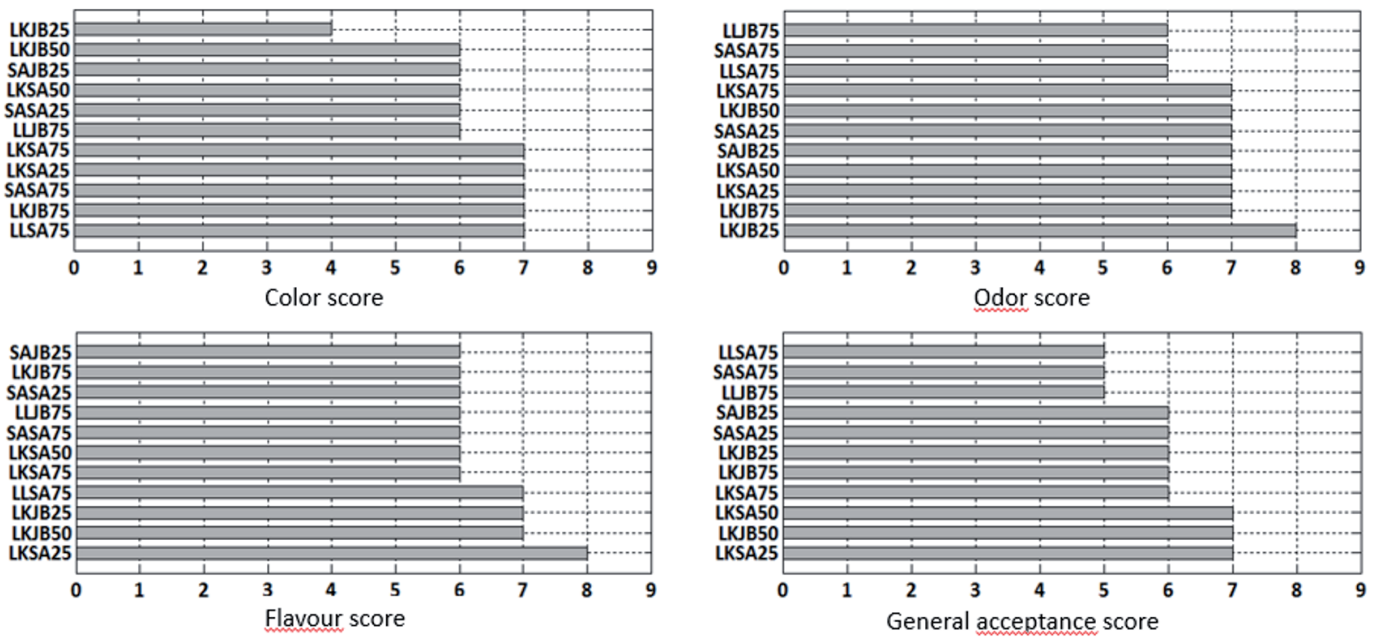 LKJB25
LKJB50
SAJB25
LKSA50
SASA25
LLJB75
LKSA75
LKSA25
SASA75
LKJB75
LLSA75
0 1 2 3 4 5 6 7 8 9
Color score
LLJB75
SASA75
LLSA75
LKSA75
LKJB50
SASA25
SAJB25
LKSA50
LKSA25
LKJB75
LKJB25
0 1 2 3 4 5 6 7 8 9
Odor score
SAJB25
LKJB75
SASA25
LLJB75
SASA75
LKSA50
LKSA75
LLSA75
LKJB25
LKJB50
LKSA25
0 1 2 3 4 5 6 7 8 9
Flavour score
LLSA75
SASA75
LLJB75
SAJB25
SASA25
LKJB25
LKJB75
LKSA75
LKSA50
LKJB50
LKSA25
0 1 2 3 4 5 6 7 8 9
General acceptance score